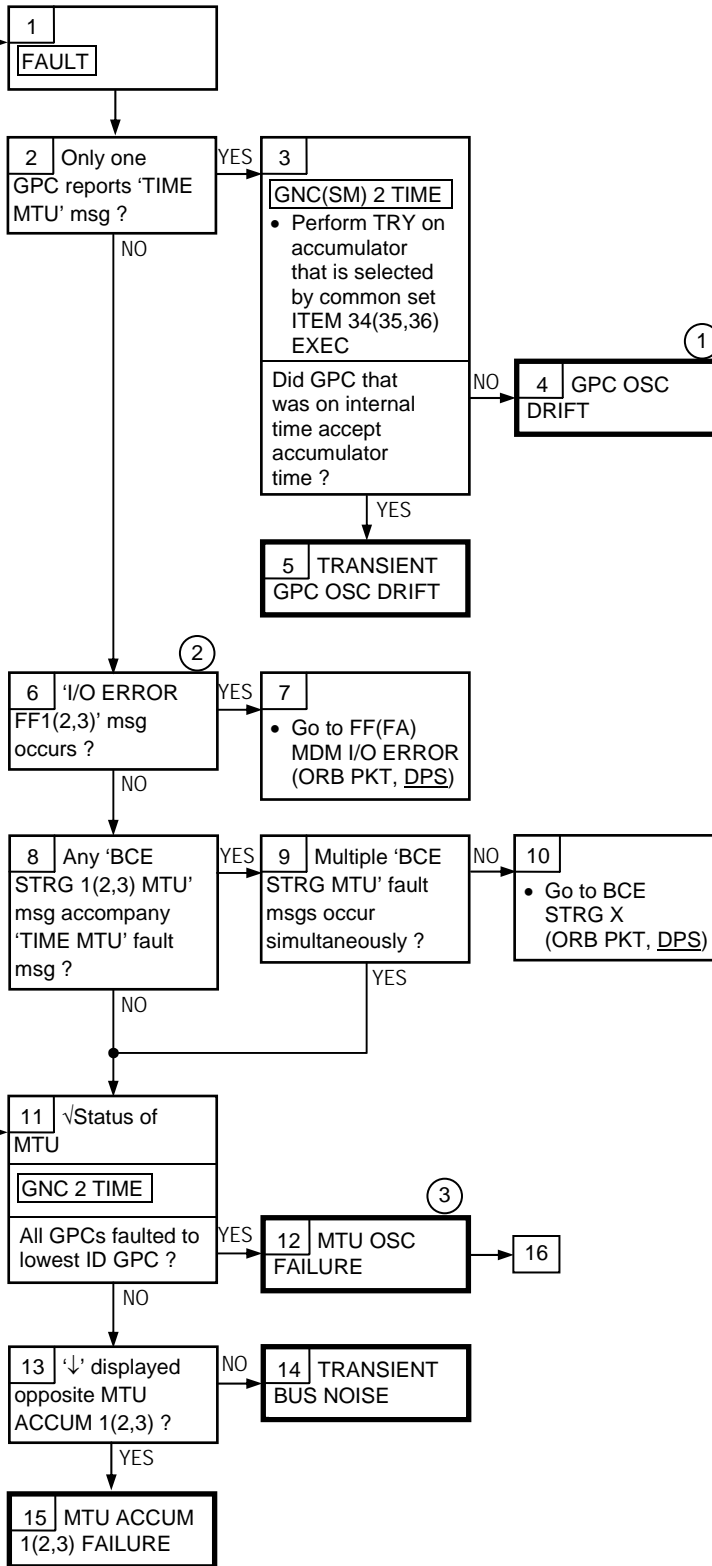 1
FAULT
2 Only one
GPC reports ‘TIME
MTU’ msg ?
YES
NO
3
GNC(SM) 2 TIME
• Perform TRY on
accumulator
that is selected
by common set
ITEM 34(35,36)
EXEC
Did GPC that
was on internal
time accept
accumulator
time ?
NO
YES
1
4 GPC OSC
DRIFT
5 TRANSIENT
GPC OSC DRIFT
2
6 ‘I/O ERROR
FF1(2,3)’ msg
occurs ?
YES
NO
7
• Go to FF(FA)
MDM I/O ERROR
(ORB PKT, DPS)
8 Any ‘BCE
STRG 1(2,3) MTU’
msg accompany
‘TIME MTU’ fault
msg ?
YES
NO
9 Multiple ‘BCE
STRG MTU’ fault
msgs occur
simultaneously ?
NO
YES
10
• Go to BCE
STRG X
(ORB PKT, DPS)
11 √Status of
MTU
GNC 2 TIME
All GPCs faulted to
lowest ID GPC ?
YES
NO
3
12 MTU OSC
FAILURE
16
13 ‘↓’ displayed
opposite MTU
ACCUM 1(2,3) ?
NO
YES
14 TRANSIENT
BUS NOISE
15 MTU ACCUM
1(2,3) FAILURE